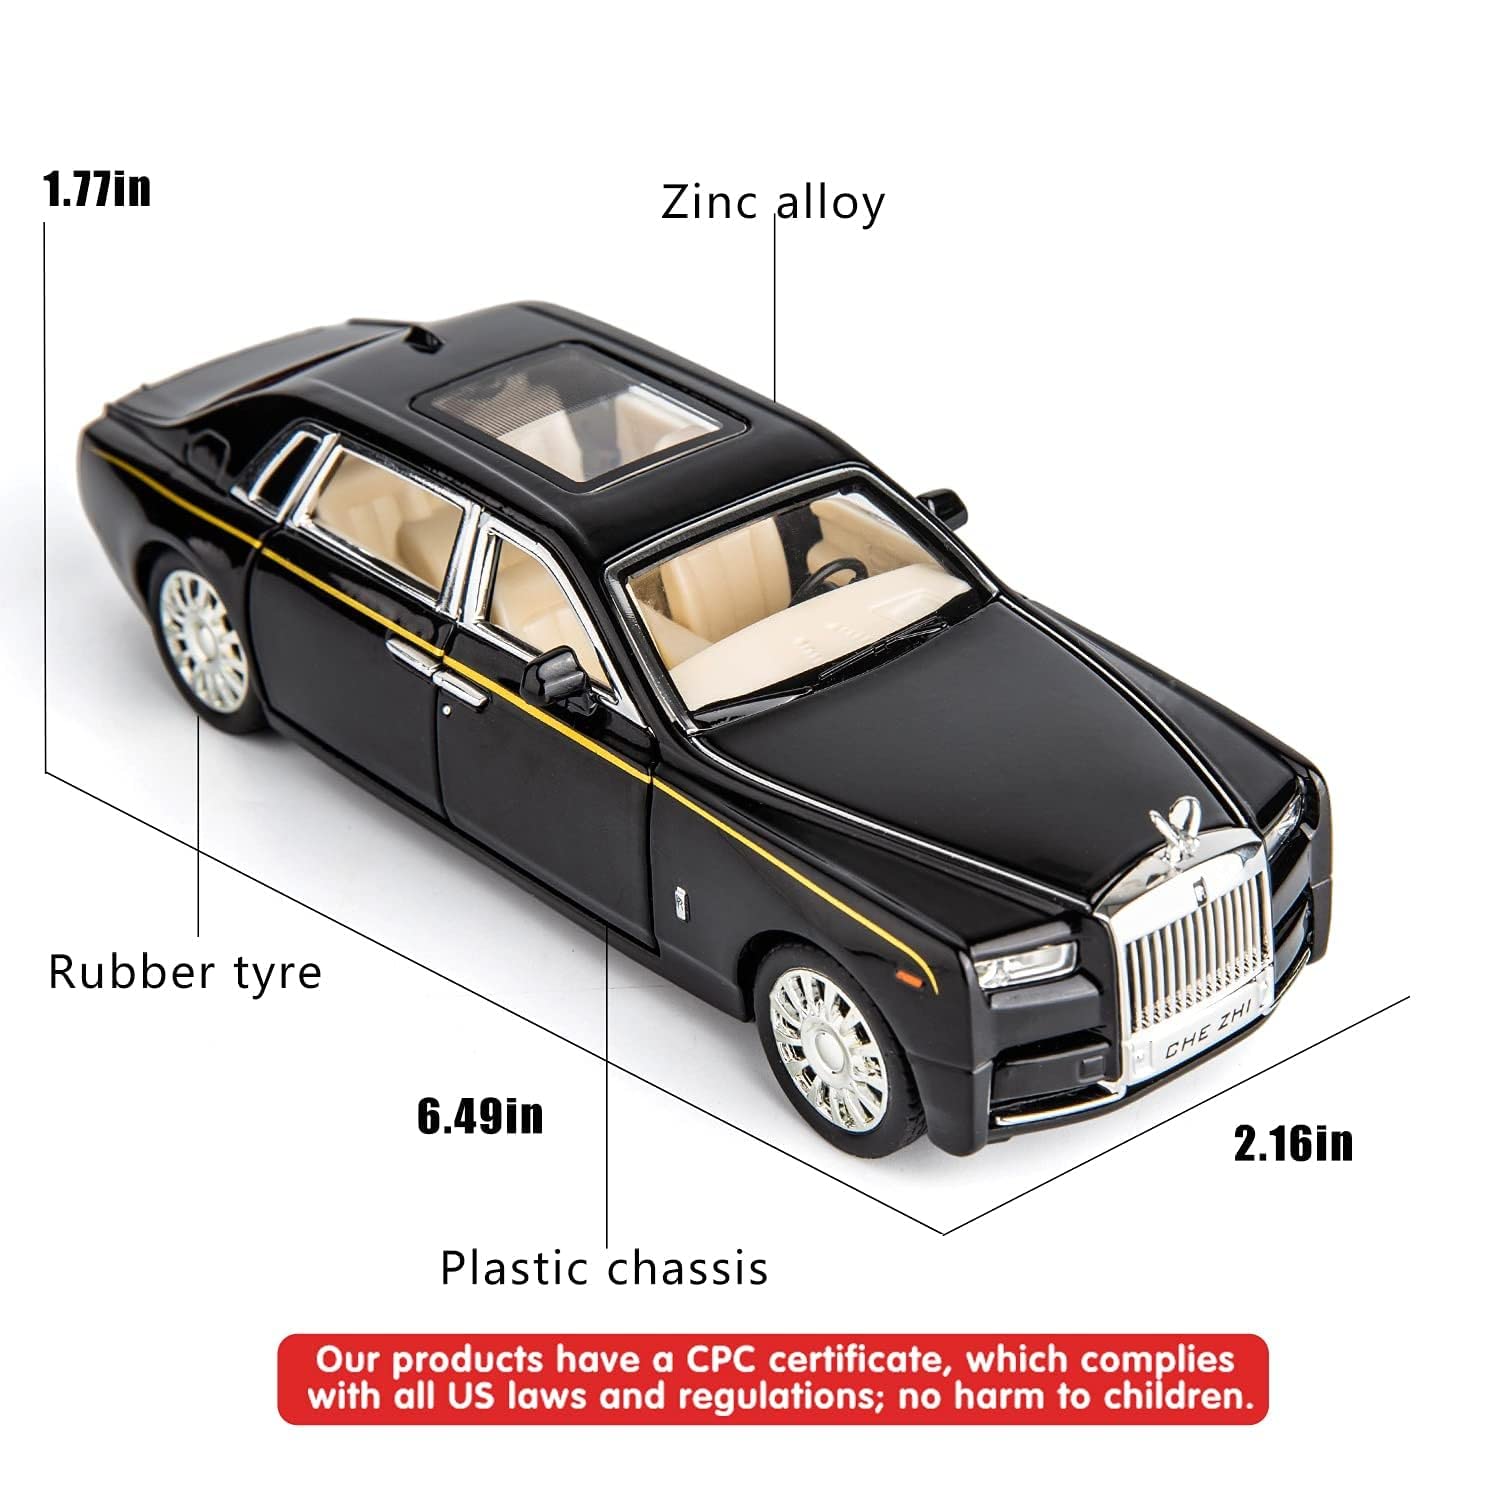 1.77in
Zinc alloy
Rubber tyre
CHE ZHI
6.49in
2.16in
Plastic chassis
Our products have a CPC certificate, which complies
with all US laws and regulations; no harm to children.